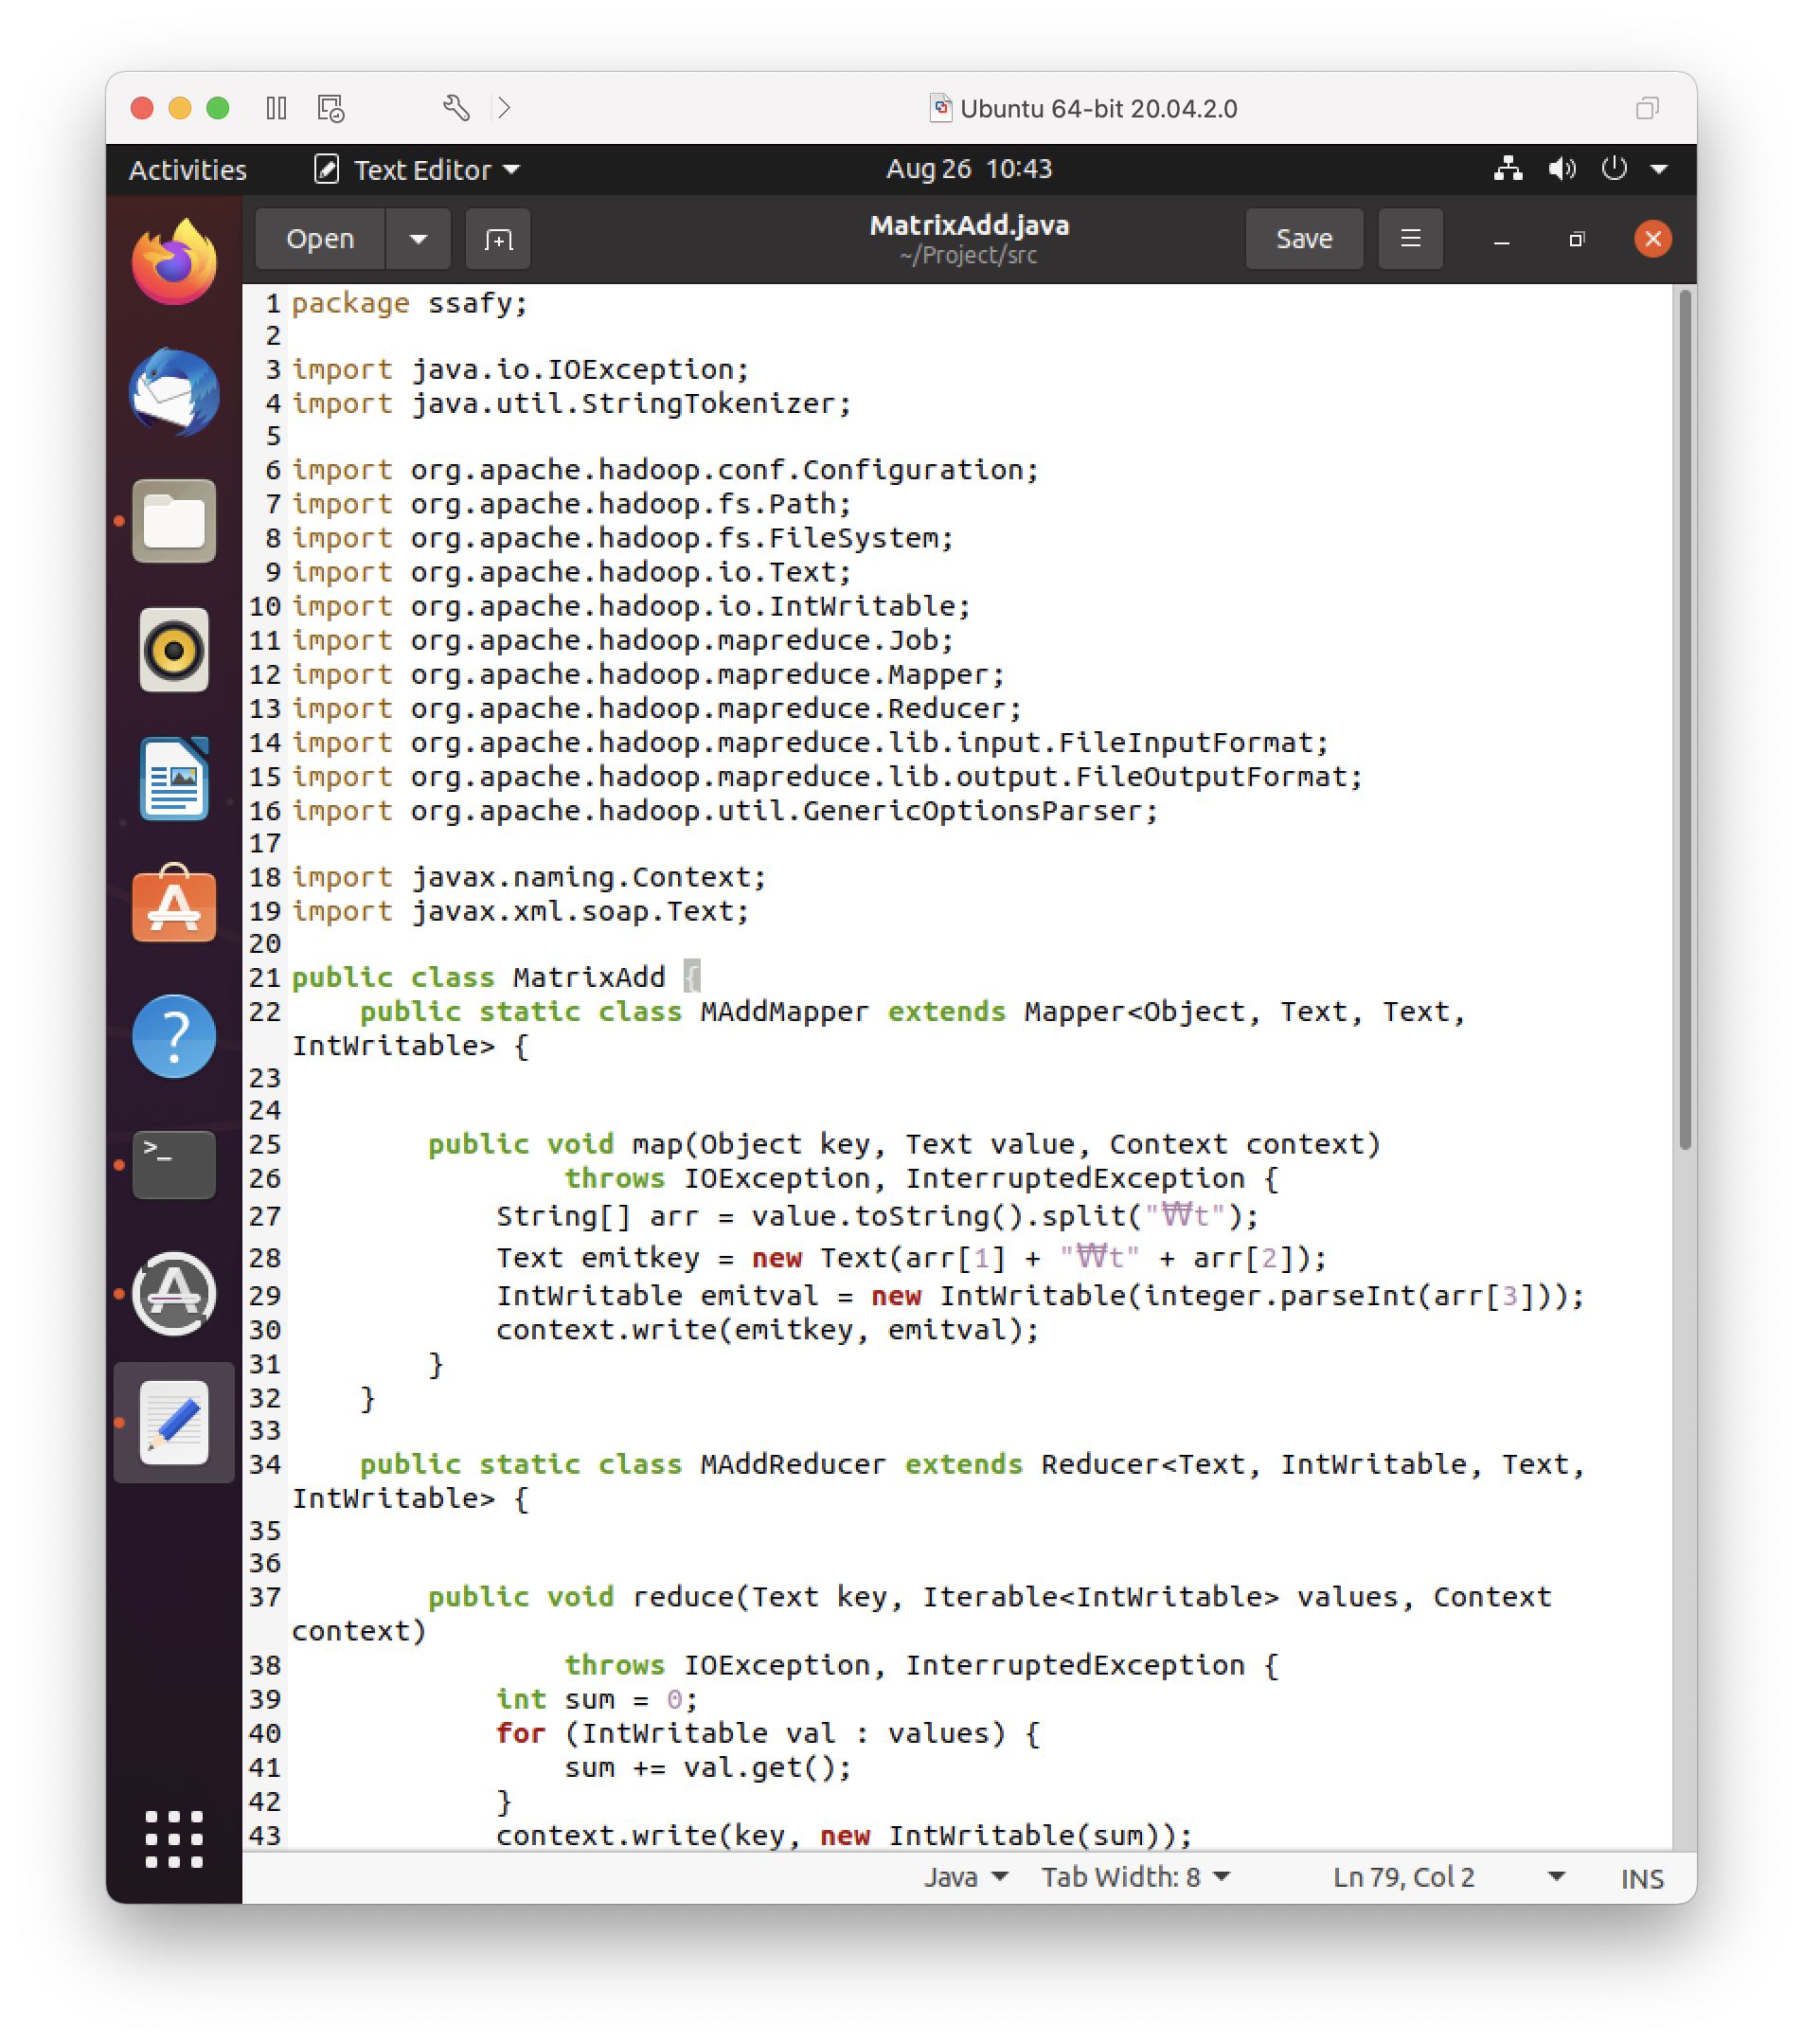 Ubuntu 64-bit 20.04.2.0
Activities Text Editor Aug 26 10:43
Open MatrixAdd.java Save
~/Project/src
1 package ssafy;
2
3 import java.io.IOException;
4 import java.util.StringTokenizer;
5
6 import org.apache.hadoop.conf.Configuration;
7 import org.apache.hadoop.fs.Path;
8 import org.apache.hadoop.fs.FileSystem;
9 import org.apache.hadoop.io.Text;
10 import org.apache.hadoop.io.IntWritable;
11 import org.apache.hadoop.mapreduce.Job;
12 import org.apache.hadoop.mapreduce.Mapper;
13 import org.apache.hadoop.mapreduce.Reducer;
14 import org.apache.hadoop.mapreduce.lib.input.FileInputFormat;
15 import org.apache.hadoop.mapreduce.lib.output.FileOutputFormat;
16 import org.apache.hadoop.util.GenericOptionsParser;
17
18 import javax.naming.Context;
19 import javax.xml.soap.Text;
20
21 public class MatrixAdd {
22     public static class MAddMapper extends Mapper<Object, Text, Text,
IntWritable> {
23
24
25         public void map(Object key, Text value, Context context)
26                 throws IOException, InterruptedException {
27             String[] arr = value.toString().split("₩t");
28             Text emitkey = new Text(arr[1] + "₩t" + arr[2]);
29             IntWritable emitval = new IntWritable(integer.parseInt(arr[3]));
30             context.write(emitkey, emitval);
31         }
32     }
33
34     public static class MAddReducer extends Reducer<Text, IntWritable, Text,
IntWritable> {
35
36
37         public void reduce(Text key, Iterable<IntWritable> values, Context
context)
38                 throws IOException, InterruptedException {
39             int sum = 0;
40             for (IntWritable val : values) {
41                 sum += val.get();
42             }
43             context.write(key, new IntWritable(sum));
Java Tab Width: 8 Ln 79, Col 2 INS